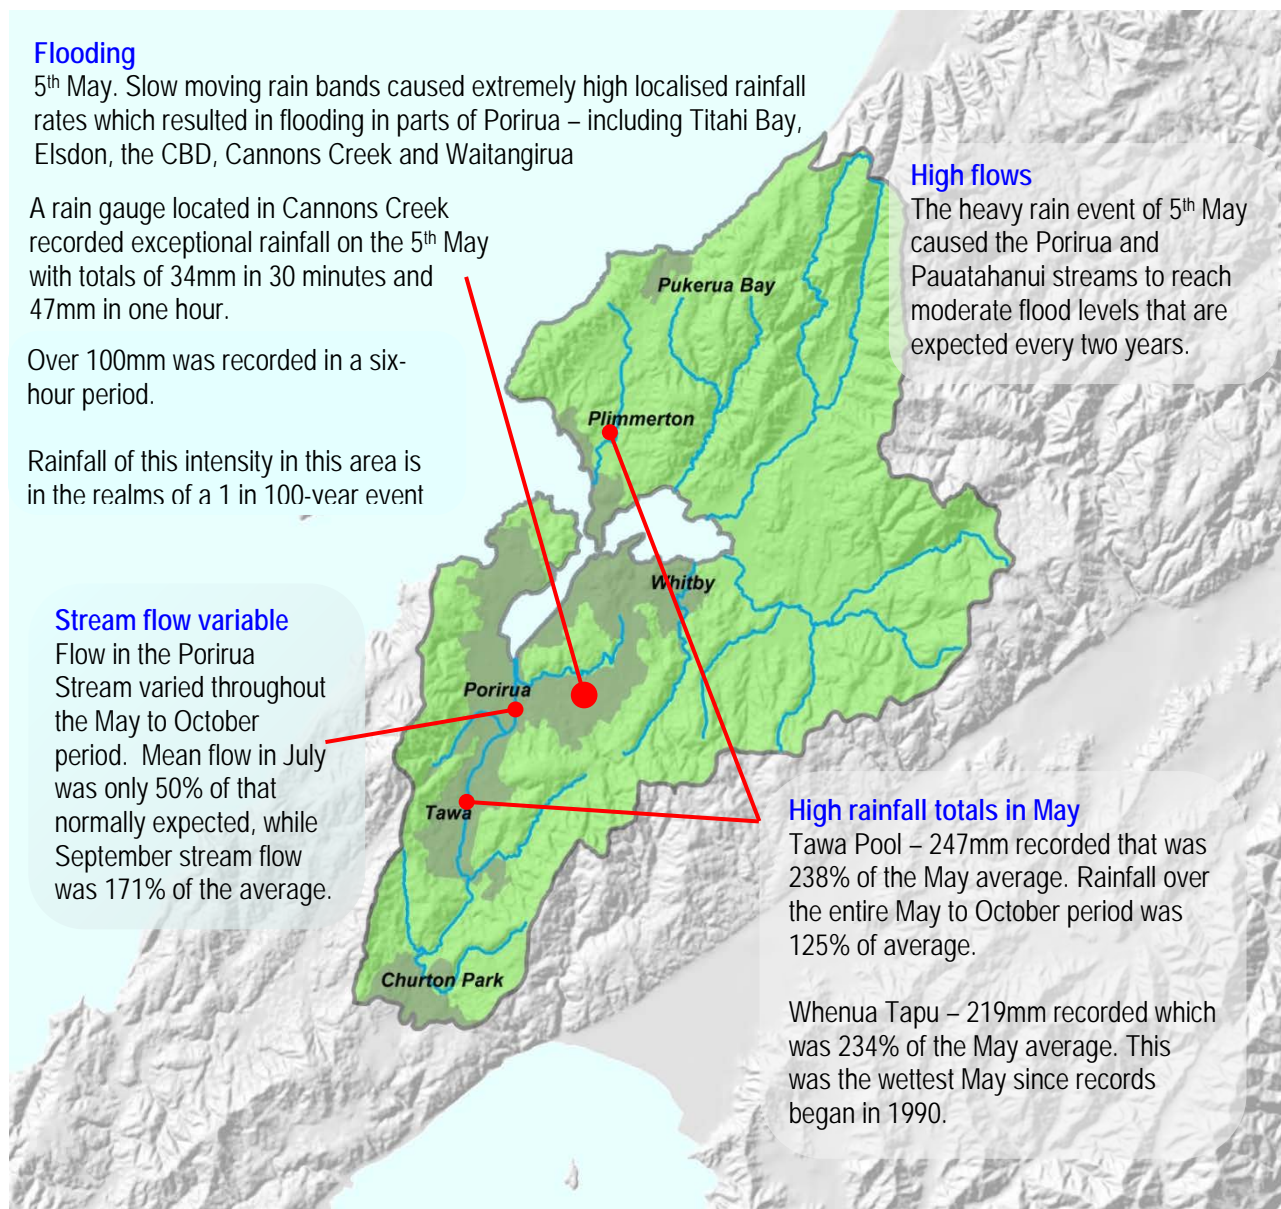 Flooding
5th May. Slow moving rain bands caused extremely high localised rainfall
rates which resulted in flooding in parts of Porirua – including Titahi Bay,
Elsdon, the CBD, Cannons Creek and Waitangirua
A rain gauge located in Cannons Creek
recorded exceptional rainfall on the 5th May
with totals of 34mm in 30 minutes and
47mm in one hour.
Over 100mm was recorded in a six-
hour period.
Rainfall of this intensity in this area is
in the realms of a 1 in 100-year event
High flows
The heavy rain event of 5th May
caused the Porirua and
Pauatahanui streams to reach
moderate flood levels that are
expected every two years.
Pukerua Bay
Plimmerton
Whitby
Porirua
Tawa
Churton Park
Stream flow variable
Flow in the Porirua
Stream varied throughout
the May to October
period.  Mean flow in July
was only 50% of that
normally expected, while
September stream flow
was 171% of the average.
High rainfall totals in May
Tawa Pool – 247mm recorded that was
238% of the May average. Rainfall over
the entire May to October period was
125% of average.
Whenua Tapu – 219mm recorded which
was 234% of the May average. This
was the wettest May since records
began in 1990.